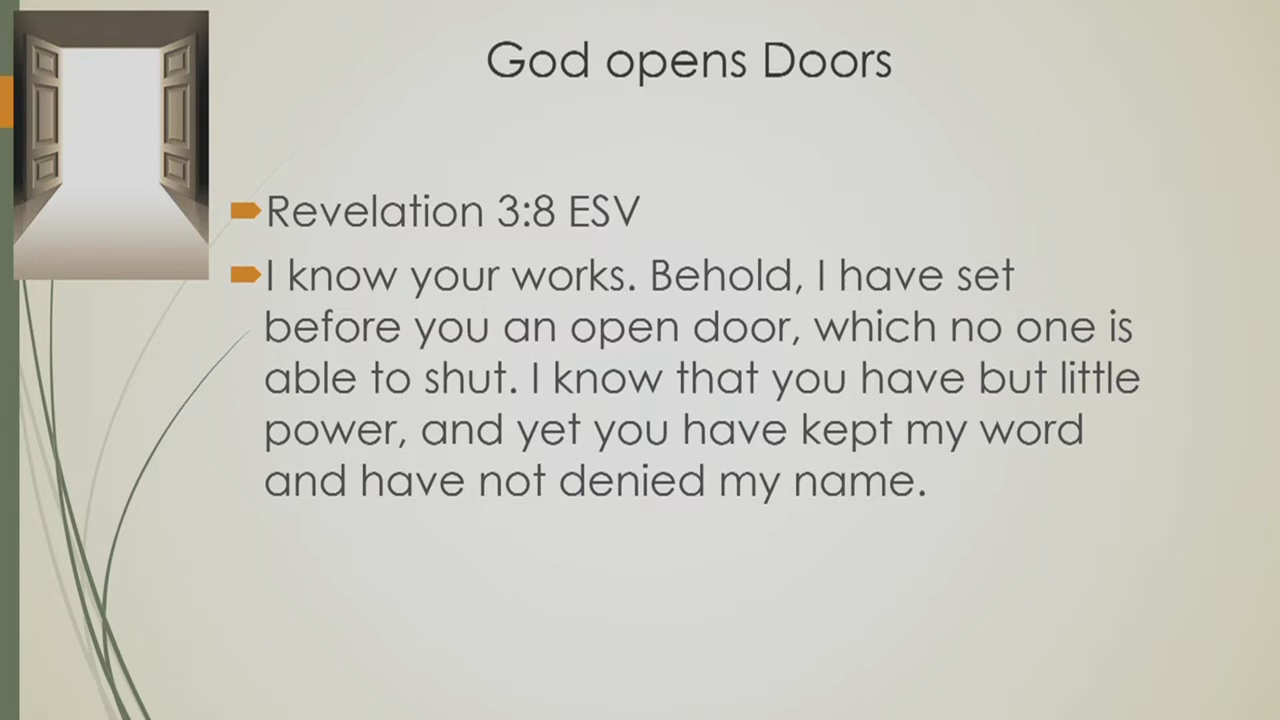 God opens Doors
Revelation 3:8 ESV
I know your works. Behold, I have set
before you an open door, which no one is
able to shut. I know that you have but little
power, and yet you have kept my word
and have not denied my name.